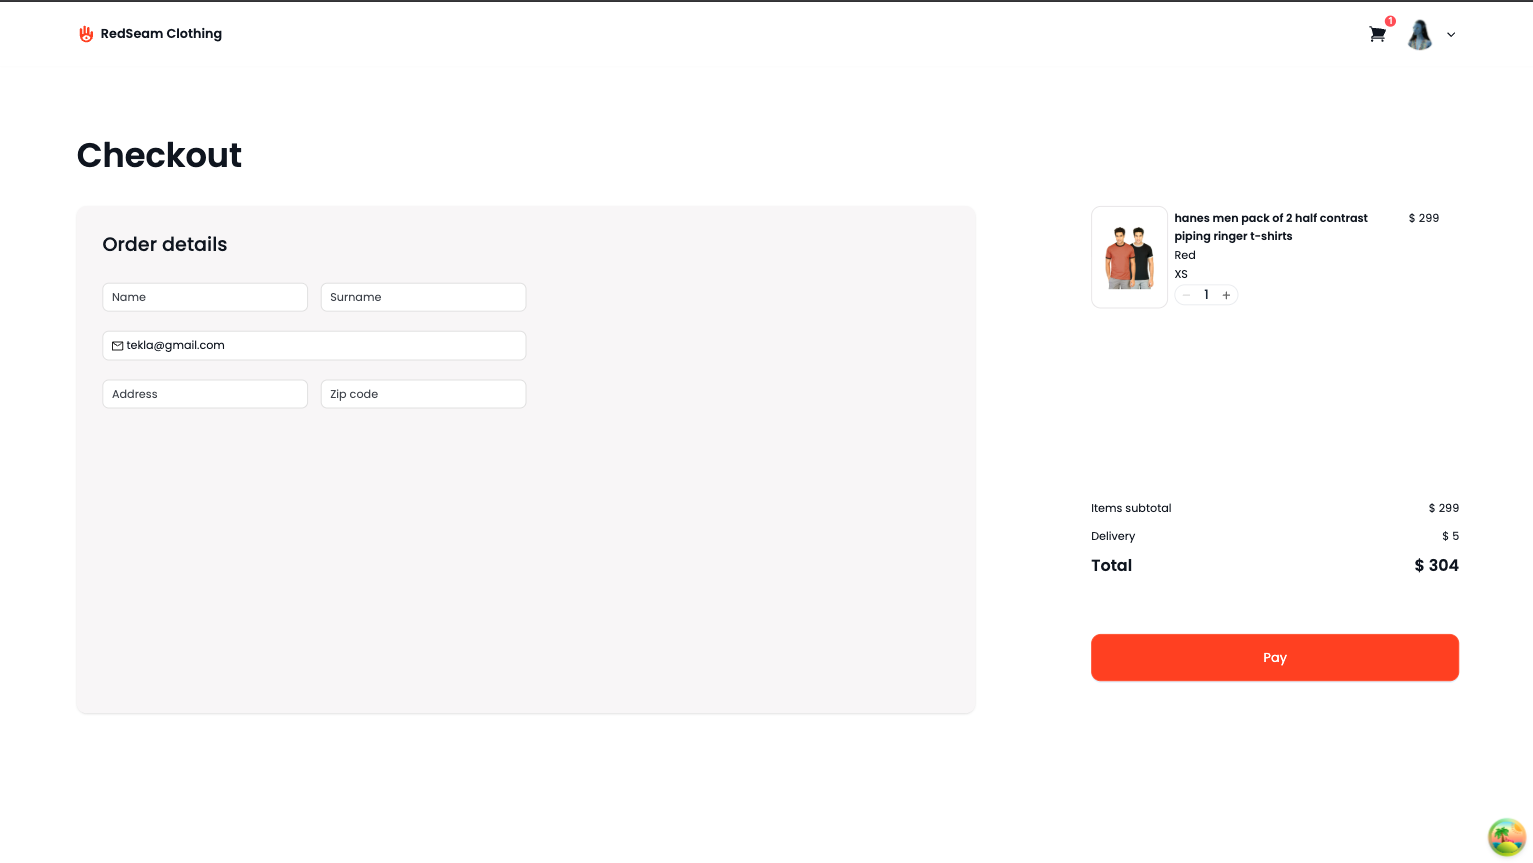 RedSeam Clothing
1
Checkout
Order details
Name
Surname
tekla@gmail.com
Address
Zip code
hanes men pack of 2 half contrast
piping ringer t-shirts
$ 299
Red
XS
− 1 +
Items subtotal
$ 299
Delivery
$ 5
Total
$ 304
Pay